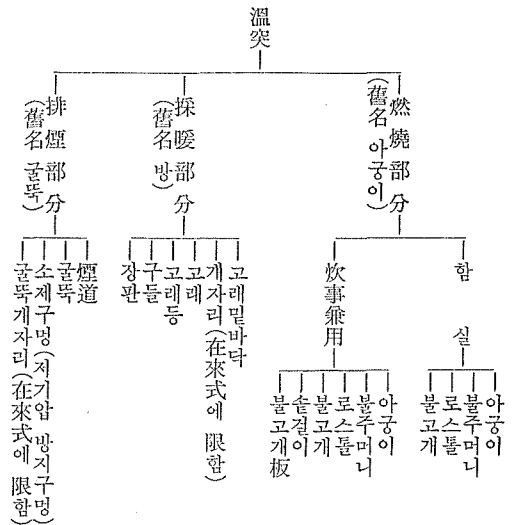 溫突
燃燒部分
(舊名 아궁이)
採暖部分
(舊名 방)
排煙部分
(舊名 굴뚝)
함 실
炊事兼用
아궁이
불주머니
로스톨
불고개
아궁이
불주머니
로스톨
불고개
솥걸이
불고개板
고래밑바닥
개자리(在來式에 限함)
고래
고래등
구들
장판
煙道
굴뚝
소제구멍(저기압 방지구멍)
굴뚝개자리(在來式에 限함)